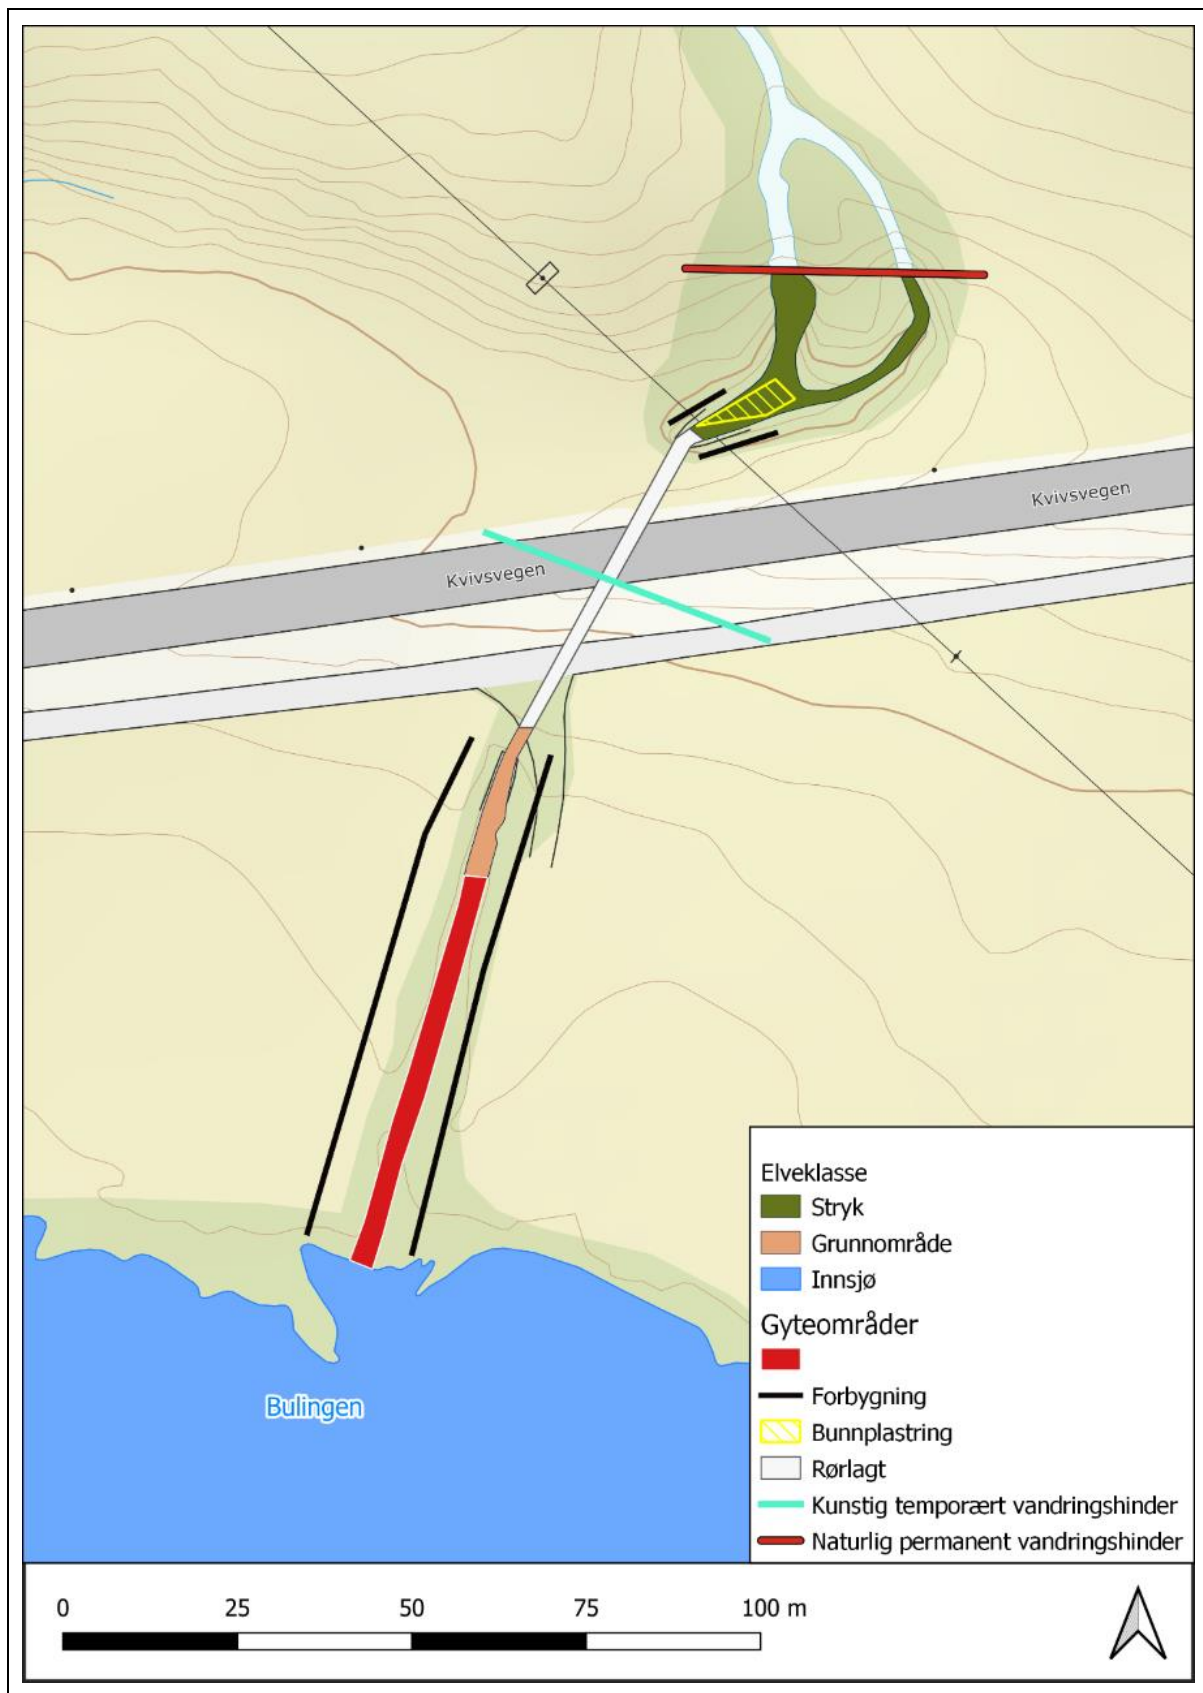 Kvivsvegen
Kvivsvegen
Bulingen
Elveklasse
Stryk
Grunnområde
Innsjø
Gyteområder
Forbygning
Bunnplastring
Rørlagt
Kunstig temporært vandringshinder
Naturlig permanent vandringshinder
0 25 50 75 100 m